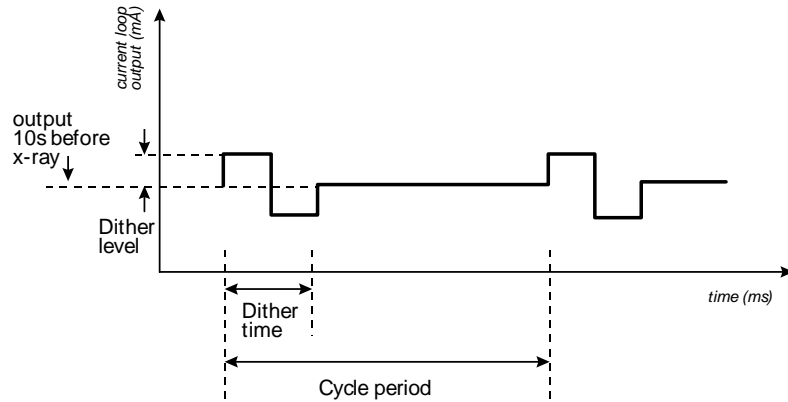 current loop
output (mA)
output
10s before
x-ray
Dither
level
time (ms)
Dither
time
Cycle period